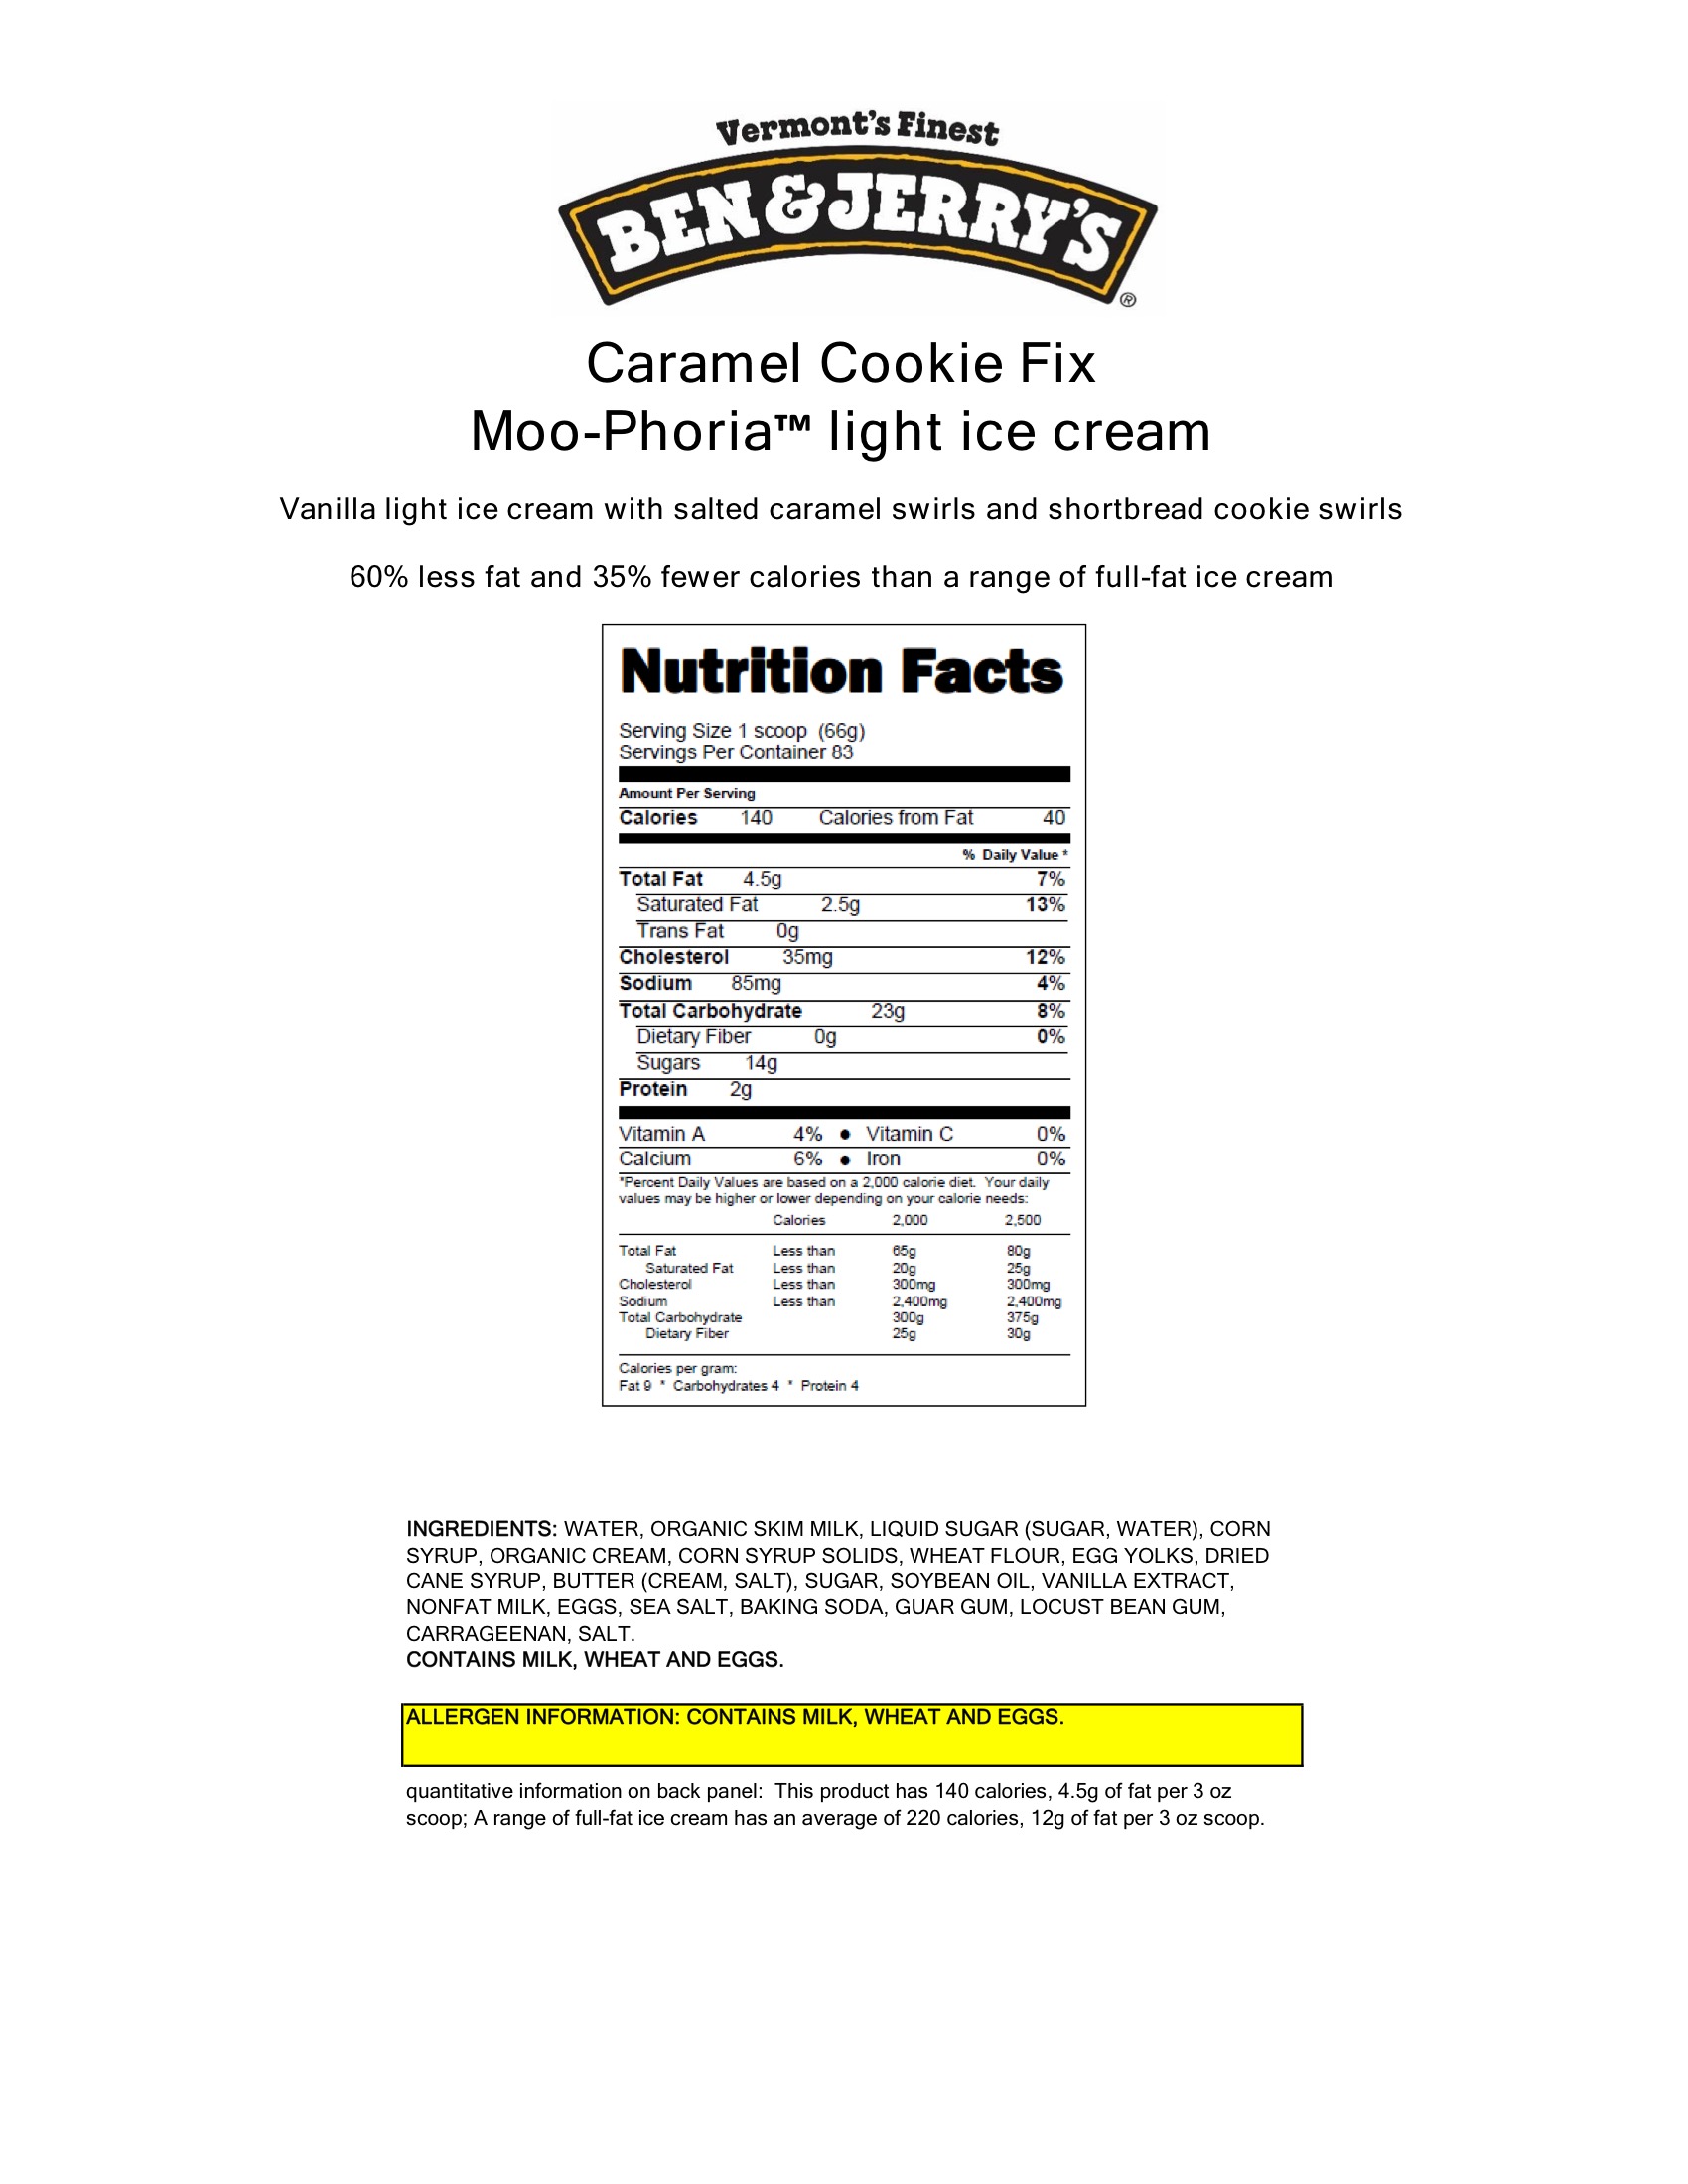 Vermont's Finest
BEN & JERRY'S ®
Caramel Cookie Fix
Moo-Phoria™ light ice cream
Vanilla light ice cream with salted caramel swirls and shortbread cookie swirls
60% less fat and 35% fewer calories than a range of full-fat ice cream
Nutrition Facts
Serving Size 1 scoop (66g)
Servings Per Container 83
Amount Per Serving
Calories 140 Calories from Fat 40
% Daily Value *
Total Fat 4.5g 7%
Saturated Fat 2.5g 13%
Trans Fat 0g
Cholesterol 35mg 12%
Sodium 85mg 4%
Total Carbohydrate 23g 8%
Dietary Fiber 0g 0%
Sugars 14g
Protein 2g
Vitamin A 4% ● Vitamin C 0%
Calcium 6% ● Iron 0%
*Percent Daily Values are based on a 2,000 calorie diet. Your daily
values may be higher or lower depending on your calorie needs:
Calories 2,000 2,500
Total Fat Less than 65g 80g
Saturated Fat Less than 20g 25g
Cholesterol Less than 300mg 300mg
Sodium Less than 2,400mg 2,400mg
Total Carbohydrate 300g 375g
Dietary Fiber 25g 30g
Calories per gram:
Fat 9 * Carbohydrates 4 * Protein 4
INGREDIENTS: WATER, ORGANIC SKIM MILK, LIQUID SUGAR (SUGAR, WATER), CORN
SYRUP, ORGANIC CREAM, CORN SYRUP SOLIDS, WHEAT FLOUR, EGG YOLKS, DRIED
CANE SYRUP, BUTTER (CREAM, SALT), SUGAR, SOYBEAN OIL, VANILLA EXTRACT,
NONFAT MILK, EGGS, SEA SALT, BAKING SODA, GUAR GUM, LOCUST BEAN GUM,
CARRAGEENAN, SALT.
CONTAINS MILK, WHEAT AND EGGS.
ALLERGEN INFORMATION: CONTAINS MILK, WHEAT AND EGGS.
quantitative information on back panel: This product has 140 calories, 4.5g of fat per 3 oz
scoop; A range of full-fat ice cream has an average of 220 calories, 12g of fat per 3 oz scoop.